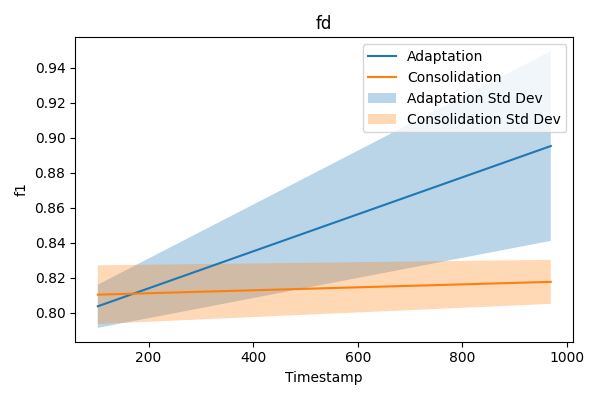 fd
Adaptation
Consolidation
Adaptation Std Dev
Consolidation Std Dev
0.94
0.92
0.90
0.88
0.86
0.84
0.82
0.80
f1
200
400
600
800
1000
Timestamp